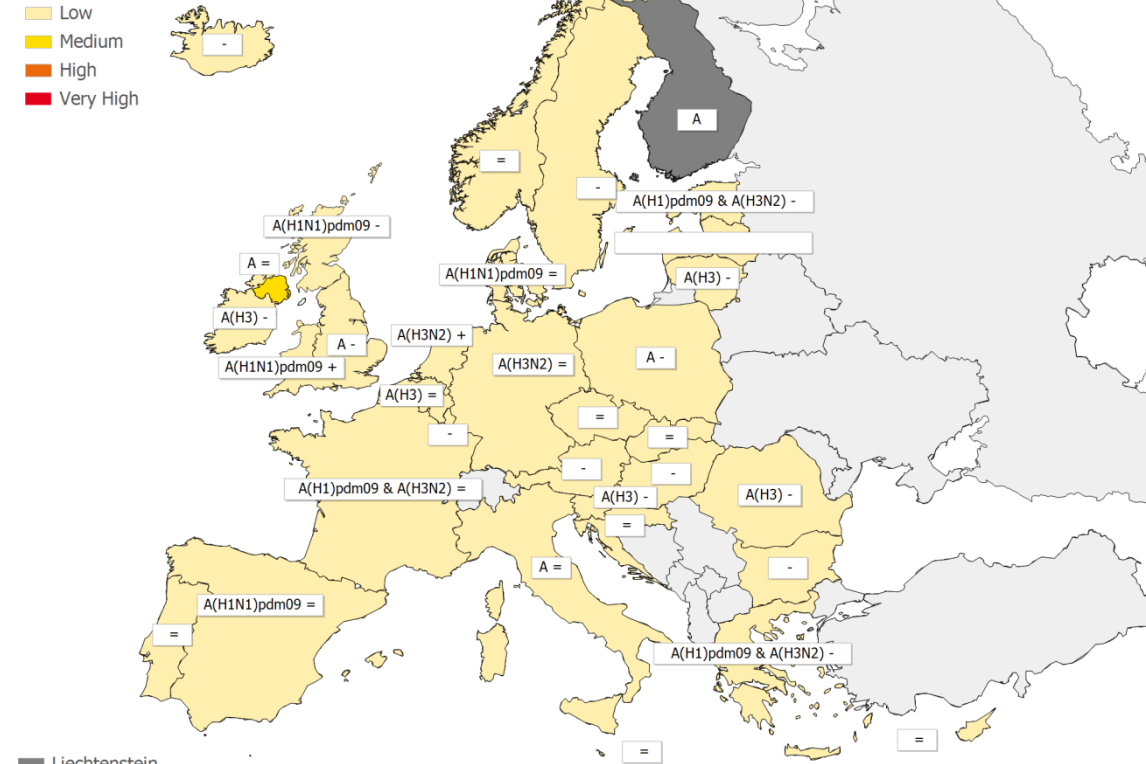 Low
Medium
High
Very High
-
A
=
-
A(H1)pdm09 & A(H3N2) -
A(H1N1)pdm09 -
A =
A(H1N1)pdm09 =
A(H3) -
A(H3) -
A(H3N2) +
A -
A -
A(H1N1)pdm09 +
A(H3N2) =
A(H3) =
=
-
=
-
-
A(H1)pdm09 & A(H3N2) =
A(H3) -
A(H3) -
=
A =
-
A(H1N1)pdm09 =
=
A(H1)pdm09 & A(H3N2) -
=
=
Liechtenstein